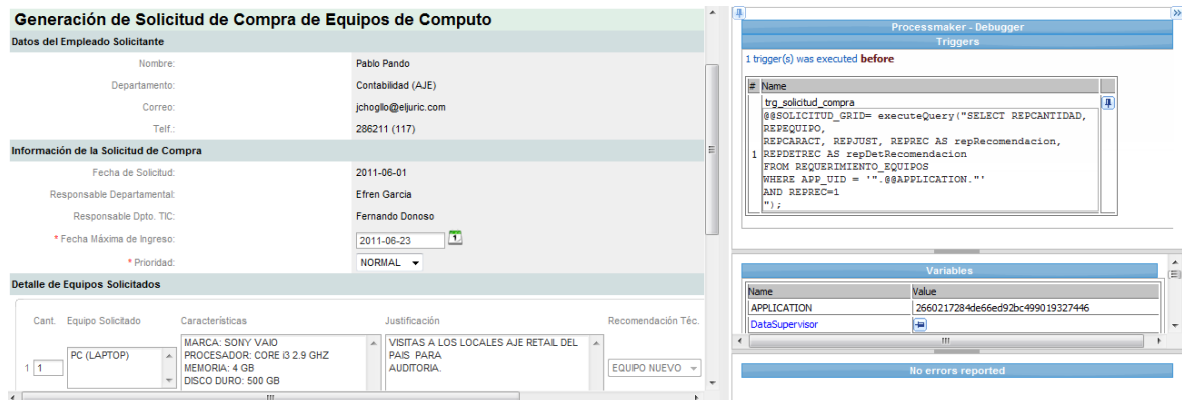 Generación de Solicitud de Compra de Equipos de Computo
Datos del Empleado Solicitante
Nombre: Pablo Pando
Departamento: Contabilidad (AJE)
Correo: jchogllo@eljuric.com
Telf.: 286211 (117)
Información de la Solicitud de Compra
Fecha de Solicitud: 2011-06-01
Responsable Departamental: Efren Garcia
Responsable Dpto. TIC: Fernando Donoso
* Fecha Máxima de Ingreso: 2011-06-23
* Prioridad: NORMAL
Detalle de Equipos Solicitados
Cant. Equipo Solicitado Características Justificación Recomendación Téc.
1 1 PC (LAPTOP)
MARCA: SONY VAIO
PROCESADOR: CORE i3 2.9 GHZ
MEMORIA: 4 GB
DISCO DURO: 500 GB
VISITAS A LOS LOCALES AJE RETAIL DEL
PAIS PARA
AUDITORIA.
EQUIPO NUEVO
Processmaker - Debugger
Triggers
1 trigger(s) was executed before
# Name
1 trg_solicitud_compra
@@SOLICITUD_GRID= executeQuery("SELECT REPCANTIDAD,
REPEQUIPO,
REPCARACT, REPJUST, REPREC AS repRecomendacion,
REPDETREC AS repDetRecomendacion
FROM REQUERIMIENTO_EQUIPOS
WHERE APP_UID = '".@@APPLICATION."'
AND REPREC=1
");
Variables
Name Value
APPLICATION 2660217284de66ed92bc499019327446
DataSupervisor
No errors reported